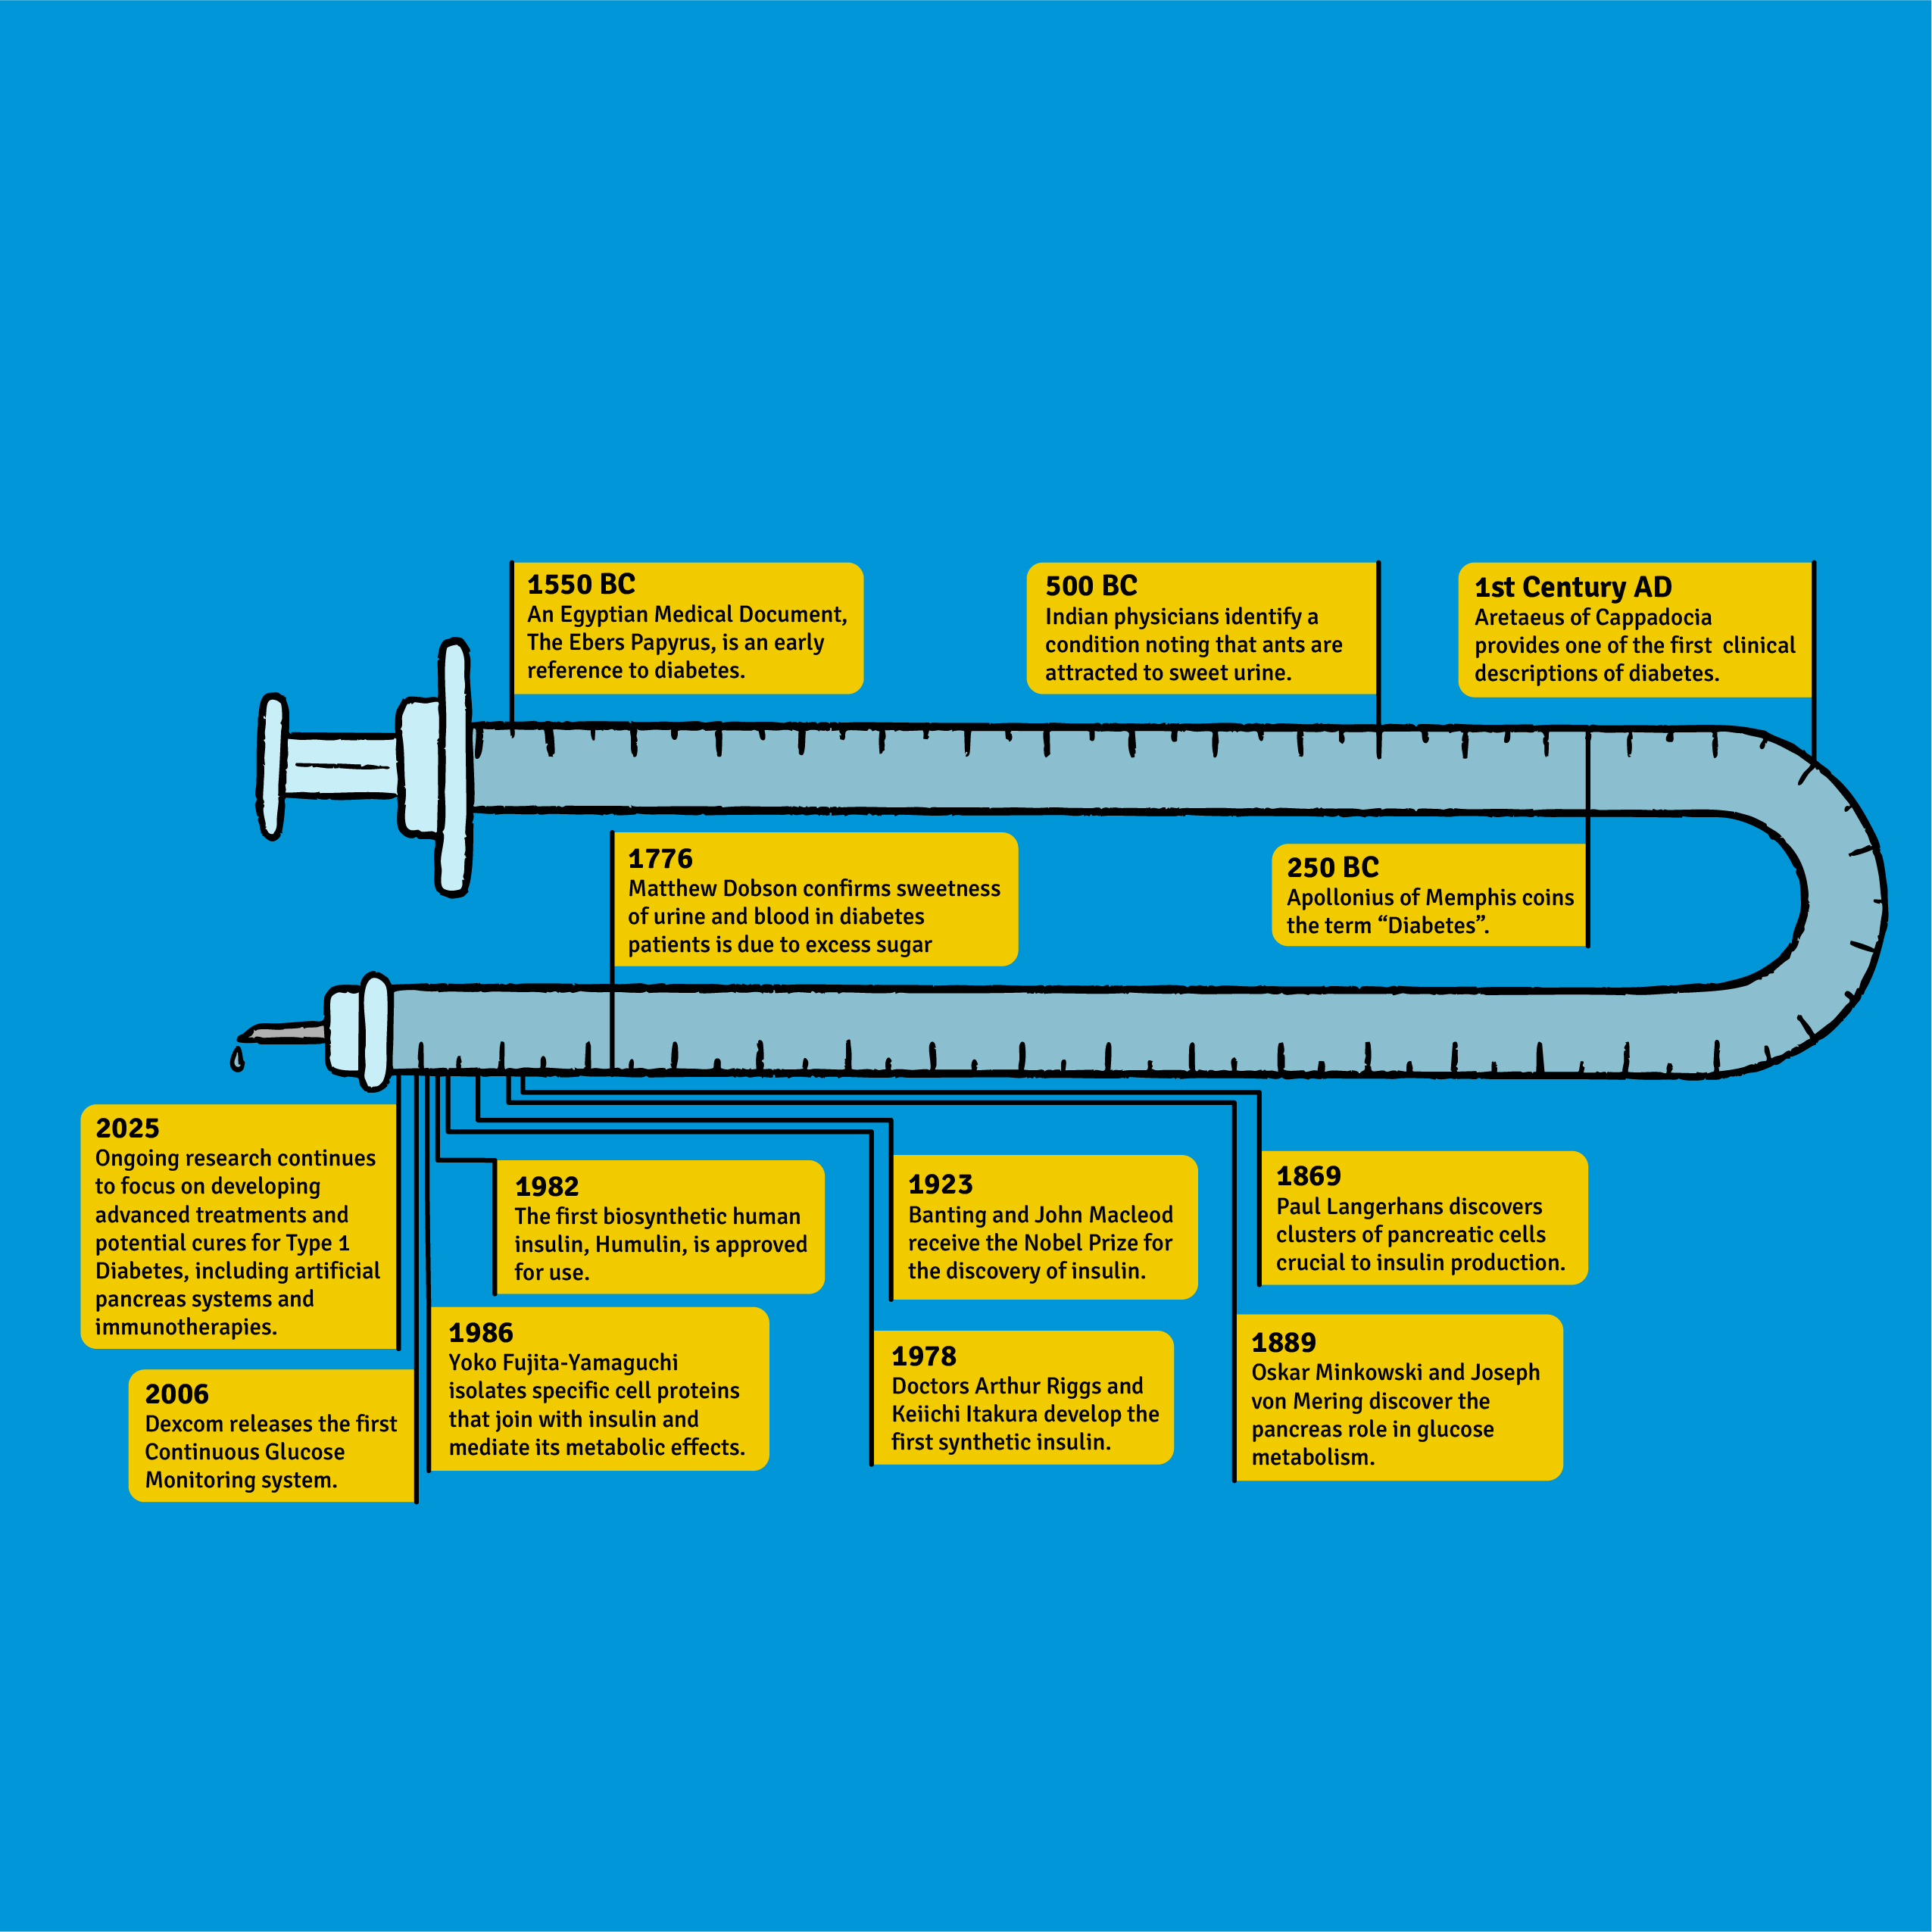 1550 BC
An Egyptian Medical Document,
The Ebers Papyrus, is an early
reference to diabetes.
500 BC
Indian physicians identify a
condition noting that ants are
attracted to sweet urine.
1st Century AD
Aretaeus of Cappadocia
provides one of the first clinical
descriptions of diabetes.
250 BC
Apollonius of Memphis coins
the term “Diabetes”.
1776
Matthew Dobson confirms sweetness
of urine and blood in diabetes
patients is due to excess sugar
1869
Paul Langerhans discovers
clusters of pancreatic cells
crucial to insulin production.
1889
Oskar Minkowski and Joseph
von Mering discover the
pancreas role in glucose
metabolism.
1923
Banting and John Macleod
receive the Nobel Prize for
the discovery of insulin.
1978
Doctors Arthur Riggs and
Keiichi Itakura develop the
first synthetic insulin.
1982
The first biosynthetic human
insulin, Humulin, is approved
for use.
1986
Yoko Fujita-Yamaguchi
isolates specific cell proteins
that join with insulin and
mediate its metabolic effects.
2006
Dexcom releases the first
Continuous Glucose
Monitoring system.
2025
Ongoing research continues
to focus on developing
advanced treatments and
potential cures for Type 1
Diabetes, including artificial
pancreas systems and
immunotherapies.